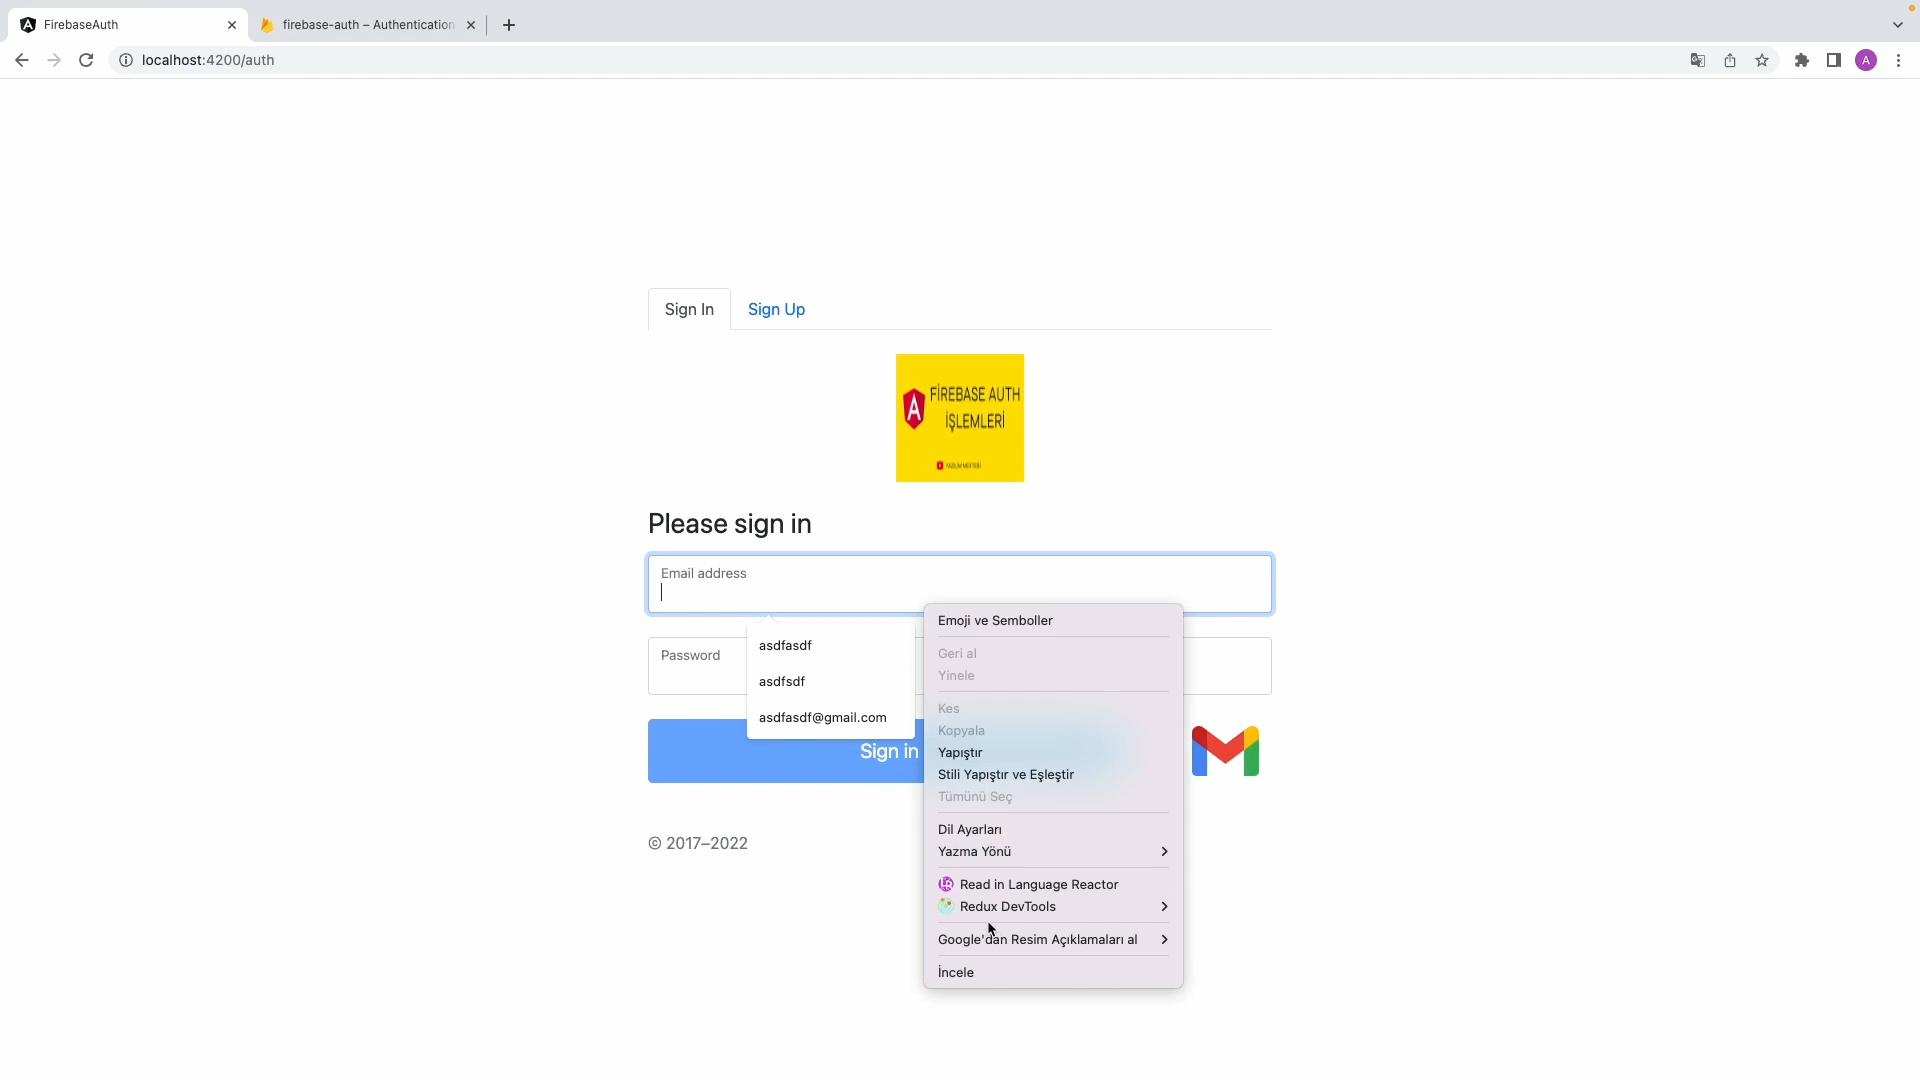 FirebaseAuth
firebase-auth – Authentication
localhost:4200/auth
A
Sign In
Sign Up
FİREBASE AUTH
İŞLEMLERİ
Please sign in
Email address
Password
asdfasdf
asdfsdf
asdfasdf@gmail.com
Sign in
© 2017–2022
Emoji ve Semboller
Geri al
Yinele
Kes
Kopyala
Yapıştır
Stili Yapıştır ve Eşleştir
Tümünü Seç
Dil Ayarları
Yazma Yönü
Read in Language Reactor
Redux DevTools
Google'dan Resim Açıklamaları al
İncele